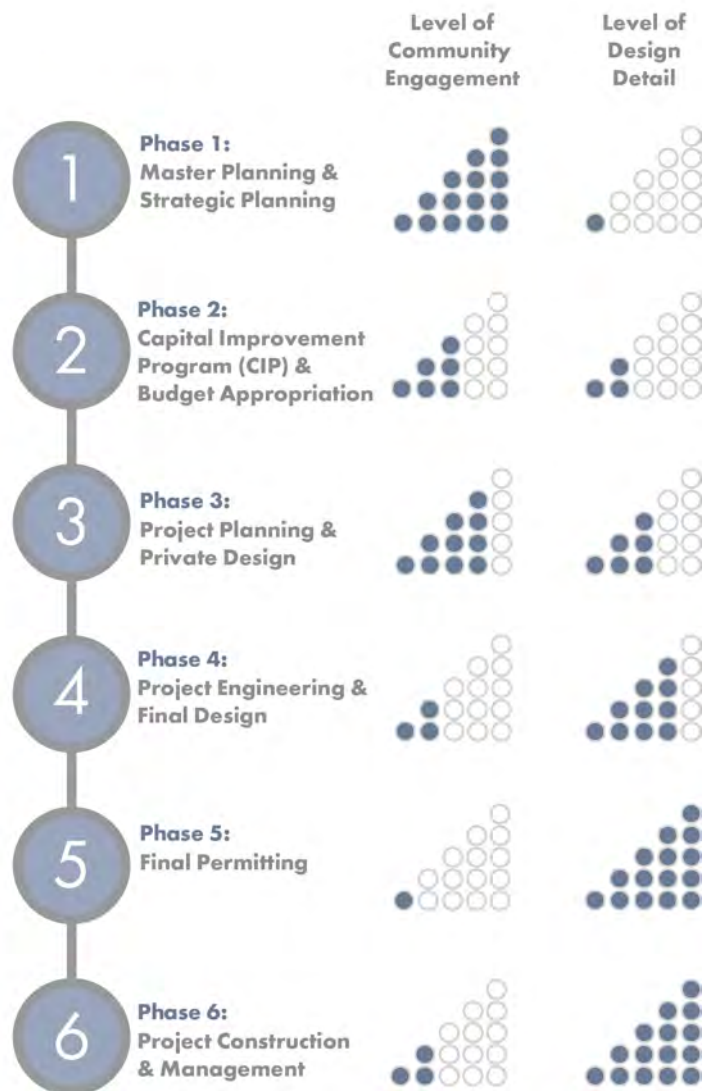 Level of
Community
Engagement
Level of
Design
Detail
1
Phase 1:
Master Planning &
Strategic Planning
2
Phase 2:
Capital Improvement
Program (CIP) &
Budget Appropriation
3
Phase 3:
Project Planning &
Private Design
4
Phase 4:
Project Engineering &
Final Design
5
Phase 5:
Final Permitting
6
Phase 6:
Project Construction
& Management